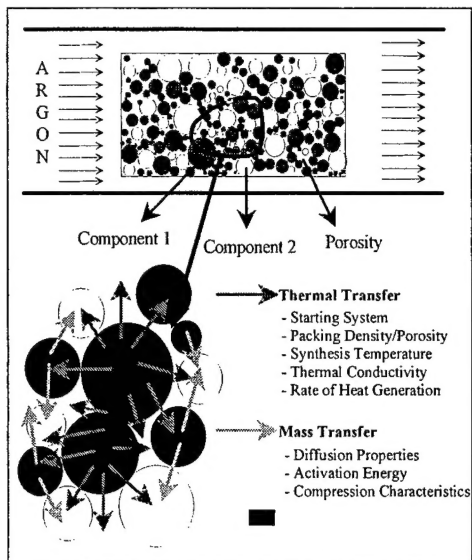 ARGON
Component 1
Component 2
Porosity
Thermal Transfer
- Starting System
- Packing Density/Porosity
- Synthesis Temperature
- Thermal Conductivity
- Rate of Heat Generation
Mass Transfer
- Diffusion Properties
- Activation Energy
- Compression Characteristics